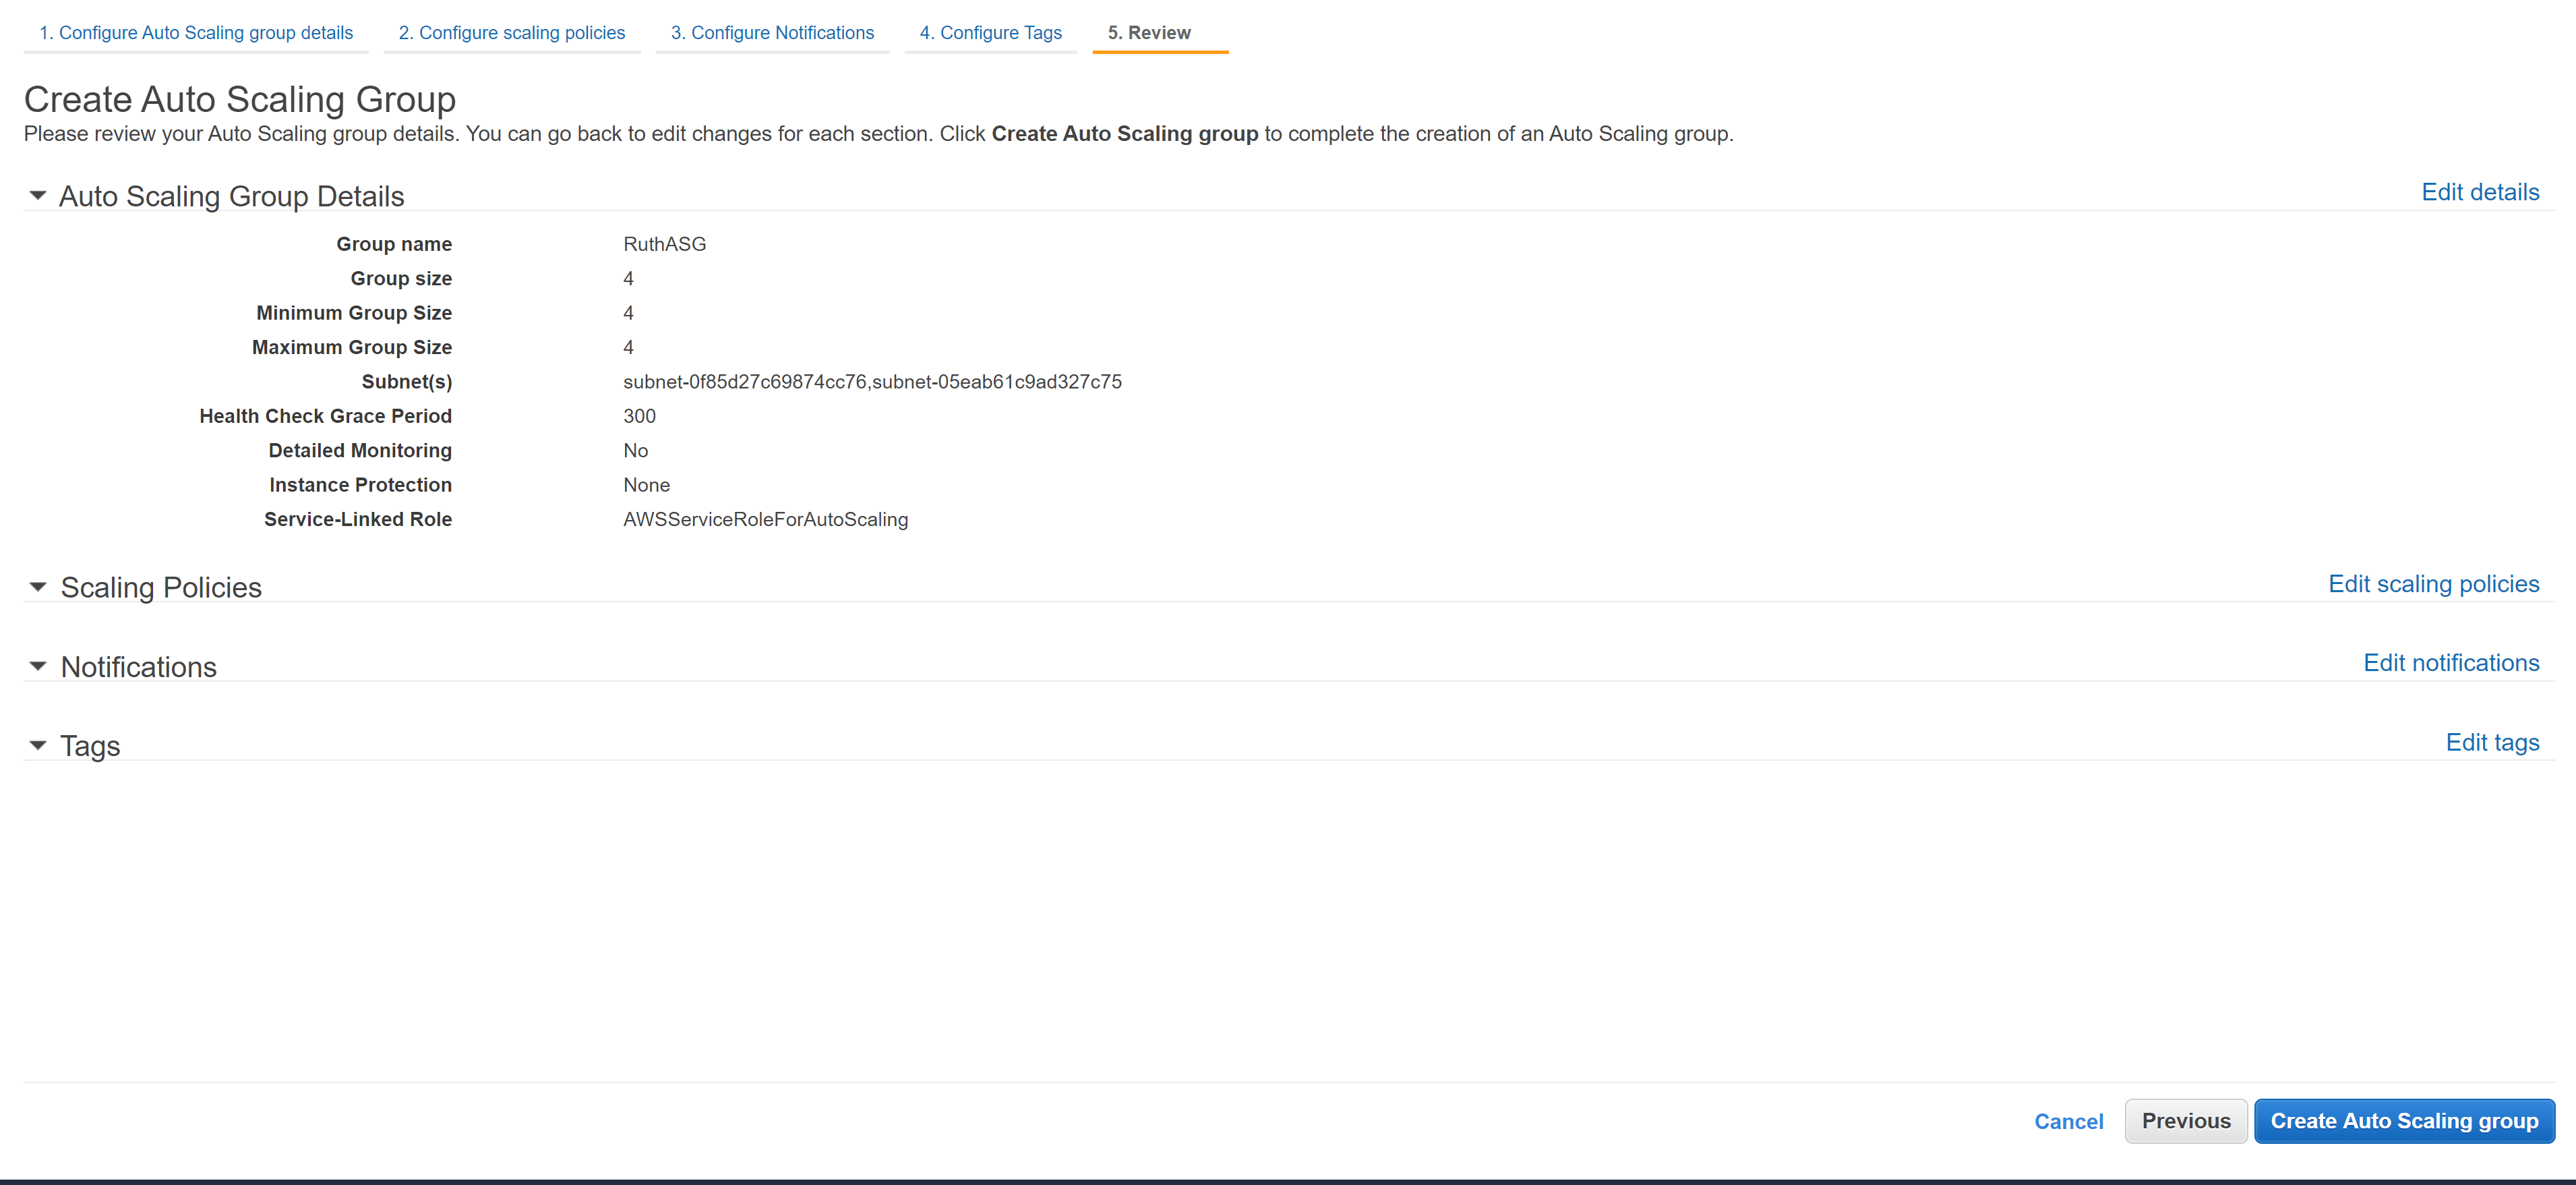 1. Configure Auto Scaling group details 2. Configure scaling policies 3. Configure Notifications 4. Configure Tags 5. Review
Create Auto Scaling Group
Please review your Auto Scaling group details. You can go back to edit changes for each section. Click Create Auto Scaling group to complete the creation of an Auto Scaling group.
Auto Scaling Group Details Edit details
Group name RuthASG
Group size 4
Minimum Group Size 4
Maximum Group Size 4
Subnet(s) subnet-0f85d27c69874cc76,subnet-05eab61c9ad327c75
Health Check Grace Period 300
Detailed Monitoring No
Instance Protection None
Service-Linked Role AWSServiceRoleForAutoScaling
Scaling Policies Edit scaling policies
Notifications Edit notifications
Tags Edit tags
Cancel Previous Create Auto Scaling group